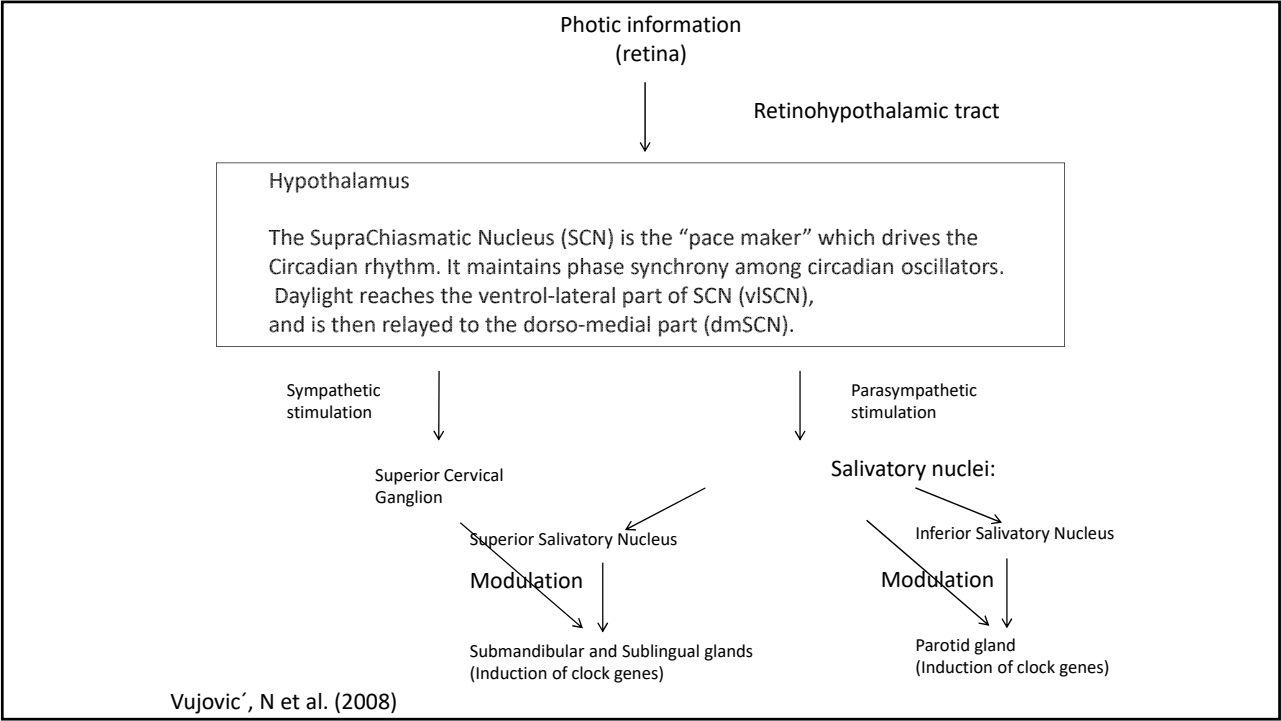 Photic information
(retina)
Retinohypothalamic tract
Hypothalamus
The SupraChiasmatic Nucleus (SCN) is the “pace maker” which drives the
Circadian rhythm. It maintains phase synchrony among circadian oscillators.
Daylight reaches the ventrol-lateral part of SCN (vlSCN),
and is then relayed to the dorso-medial part (dmSCN).
Sympathetic
stimulation
Parasympathetic
stimulation
Superior Cervical
Ganglion
Salivatory nuclei:
Superior Salivatory Nucleus
Inferior Salivatory Nucleus
Modulation
Modulation
Submandibular and Sublingual glands
(Induction of clock genes)
Parotid gland
(Induction of clock genes)
Vujovic´, N et al. (2008)